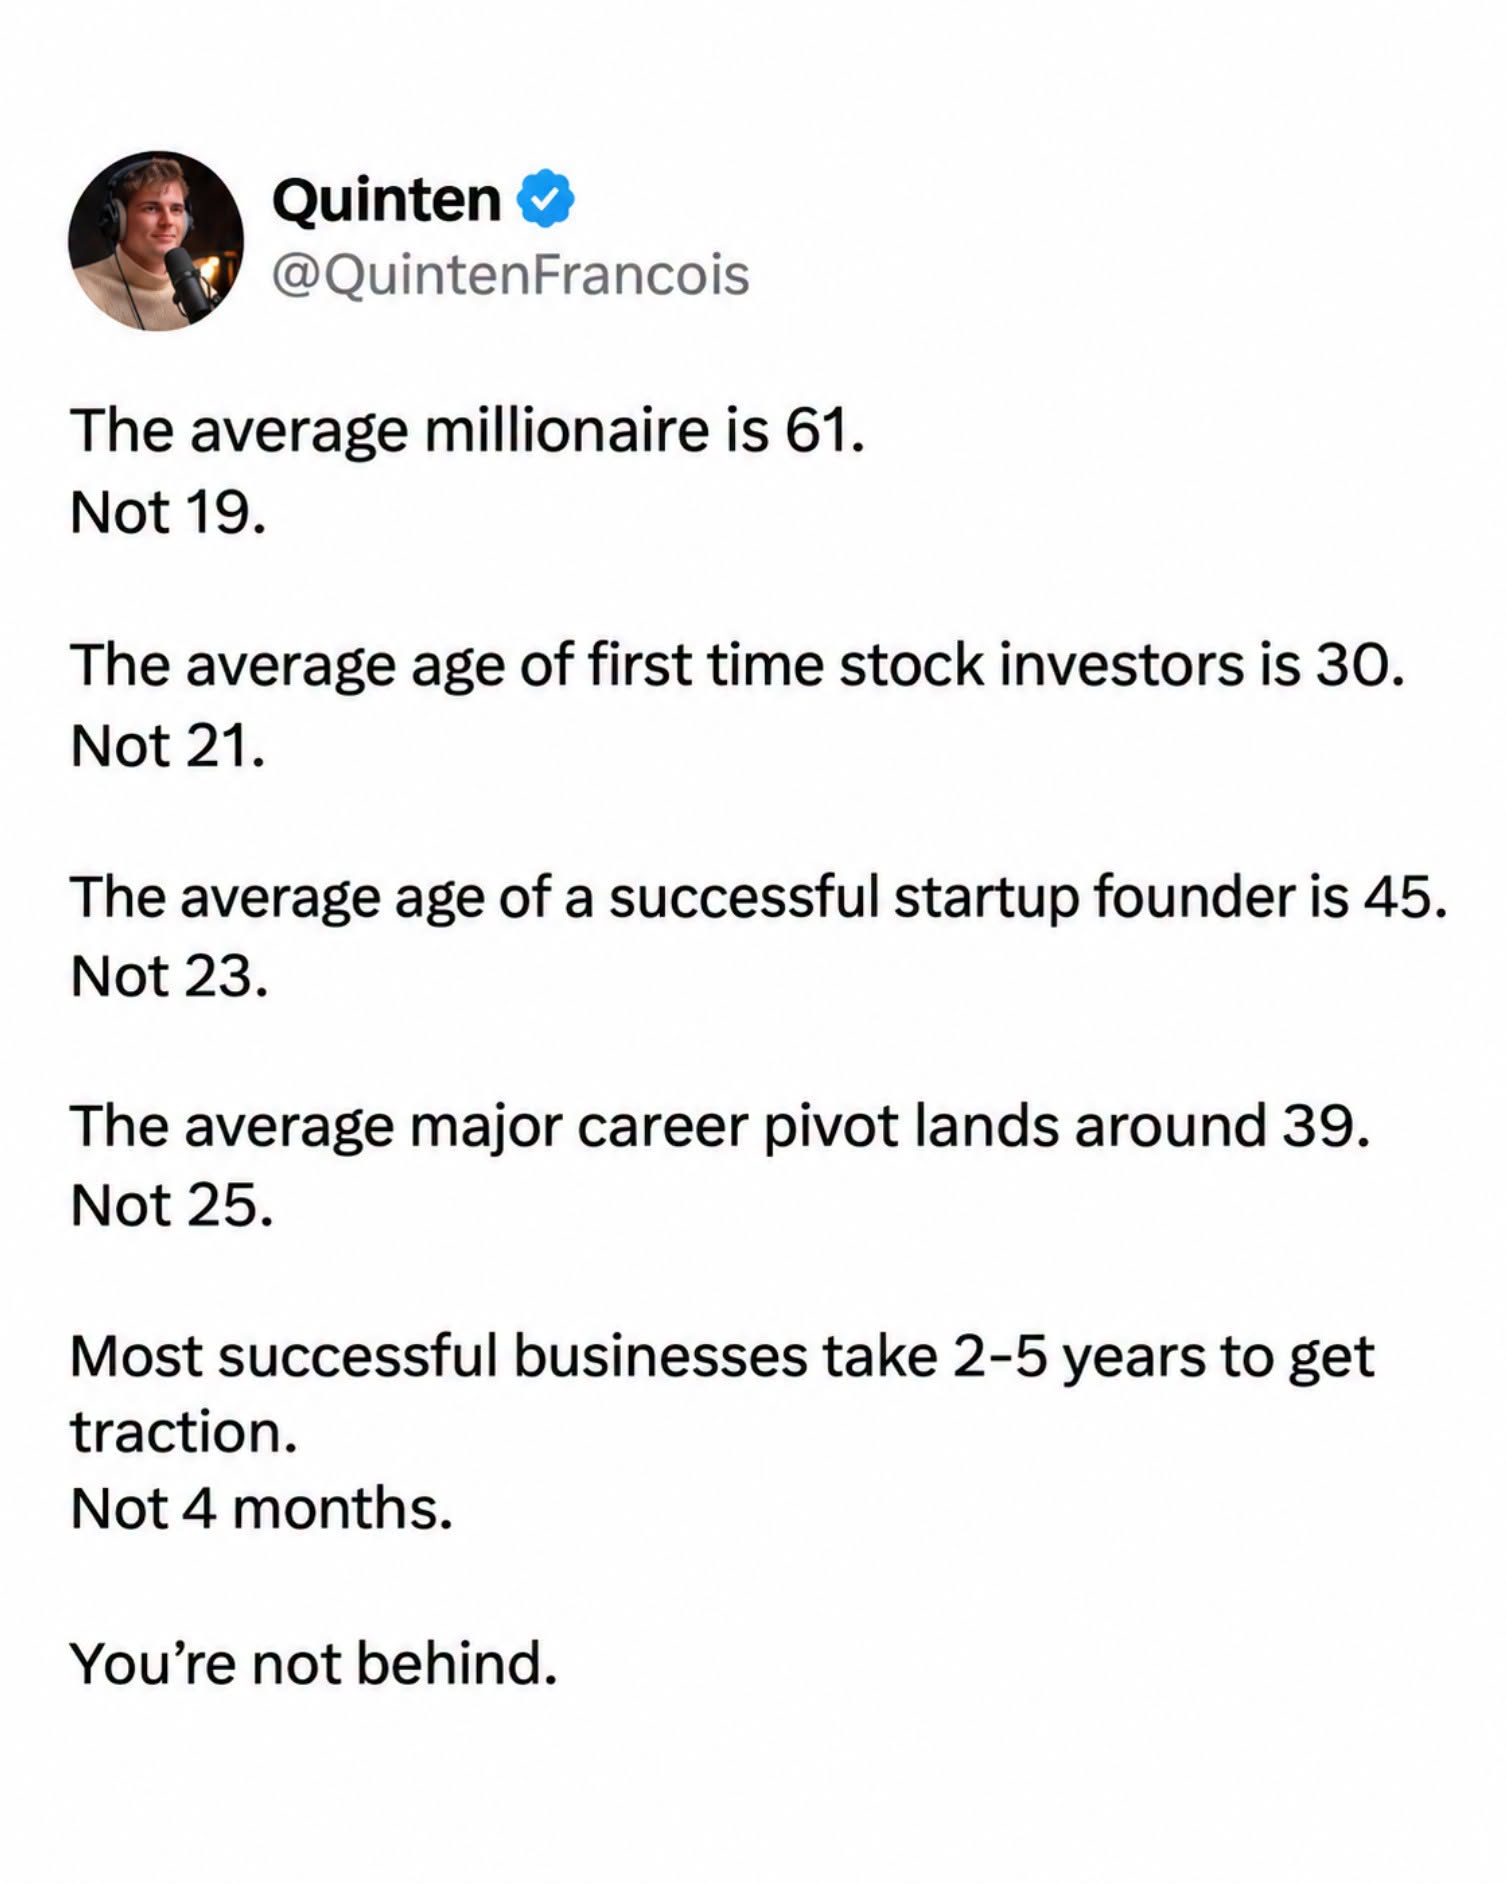 Quinten
@QuintenFrancois
The average millionaire is 61.
Not 19.
The average age of first time stock investors is 30.
Not 21.
The average age of a successful startup founder is 45.
Not 23.
The average major career pivot lands around 39.
Not 25.
Most successful businesses take 2-5 years to get
traction.
Not 4 months.
You’re not behind.